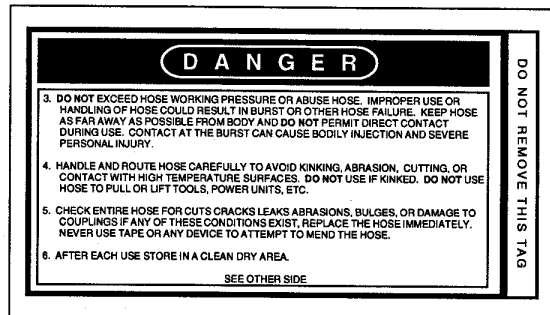 DANGER
3. DO NOT EXCEED HOSE WORKING PRESSURE OR ABUSE HOSE. IMPROPER USE OR
HANDLING OF HOSE COULD RESULT IN BURST OR OTHER HOSE FAILURE. KEEP HOSE
AS FAR AWAY AS POSSIBLE FROM BODY AND DO NOT PERMIT DIRECT CONTACT
DURING USE. CONTACT AT THE BURST CAN CAUSE BODILY INJECTION AND SEVERE
PERSONAL INJURY.
4. HANDLE AND ROUTE HOSE CAREFULLY TO AVOID KINKING, ABRASION, CUTTING, OR
CONTACT WITH HIGH TEMPERATURE SURFACES. DO NOT USE IF KINKED. DO NOT USE
HOSE TO PULL OR LIFT TOOLS, POWER UNITS, ETC.
5. CHECK ENTIRE HOSE FOR CUTS CRACKS LEAKS ABRASIONS, BULGES, OR DAMAGE TO
COUPLINGS IF ANY OF THESE CONDITIONS EXIST, REPLACE THE HOSE IMMEDIATELY.
NEVER USE TAPE OR ANY DEVICE TO ATTEMPT TO MEND THE HOSE.
6. AFTER EACH USE STORE IN A CLEAN DRY AREA.
SEE OTHER SIDE
DO NOT REMOVE THIS TAG